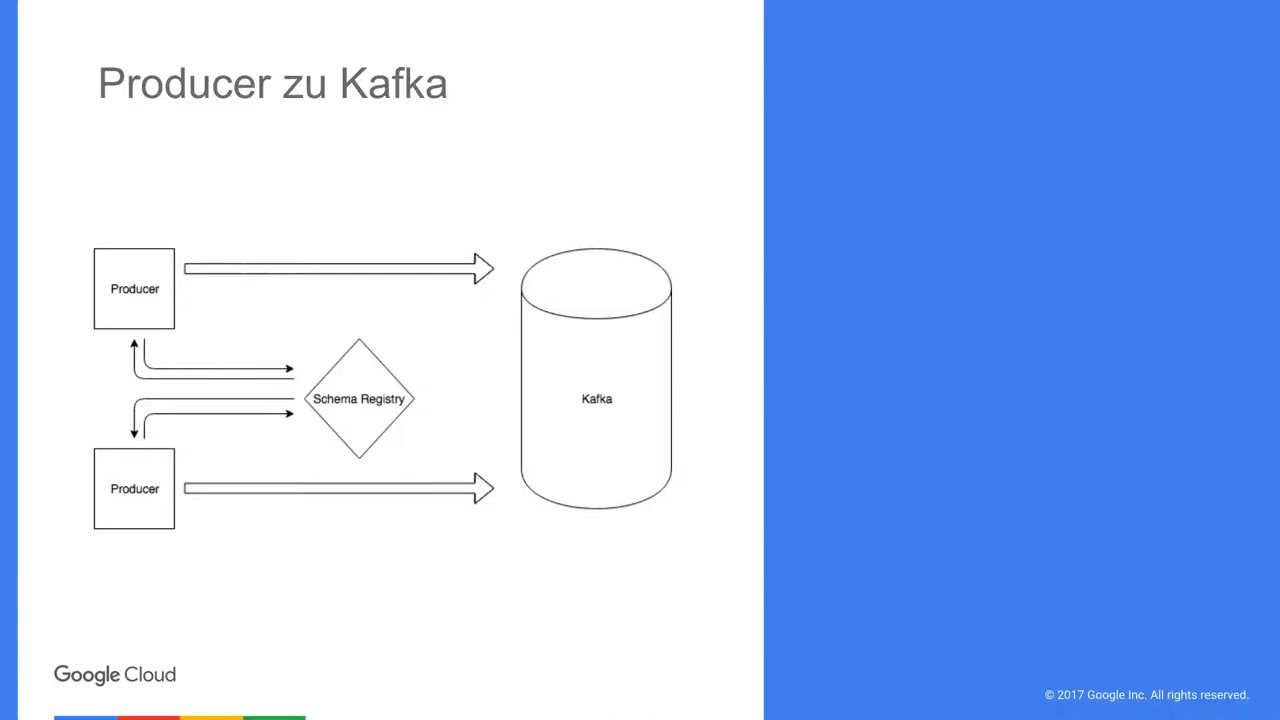 Producer zu Kafka
Producer
Schema Registry
Kafka
Producer
Google Cloud
© 2017 Google Inc. All rights reserved.